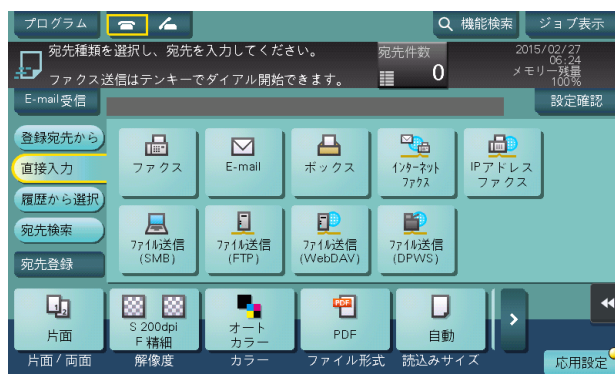 プログラム
機能検索
ジョブ表示
宛先種類を選択し、宛先を入力してください。
ファクス送信はテンキーでダイアル開始できます。
宛先件数
0
2015/02/27
06:24
メモリー残量
100%
E-mail受信
設定確認
登録宛先から
直接入力
履歴から選択
宛先検索
宛先登録
ファクス
E-mail
ボックス
インターネット
ファクス
IPアドレス
ファクス
ファイル送信
(SMB)
ファイル送信
(FTP)
ファイル送信
(WebDAV)
ファイル送信
(DPWS)
片面
S 200dpi
F 精細
オート
カラー
PDF
PDF
自動
片面/両面
解像度
カラー
ファイル形式
読込みサイズ
応用設定